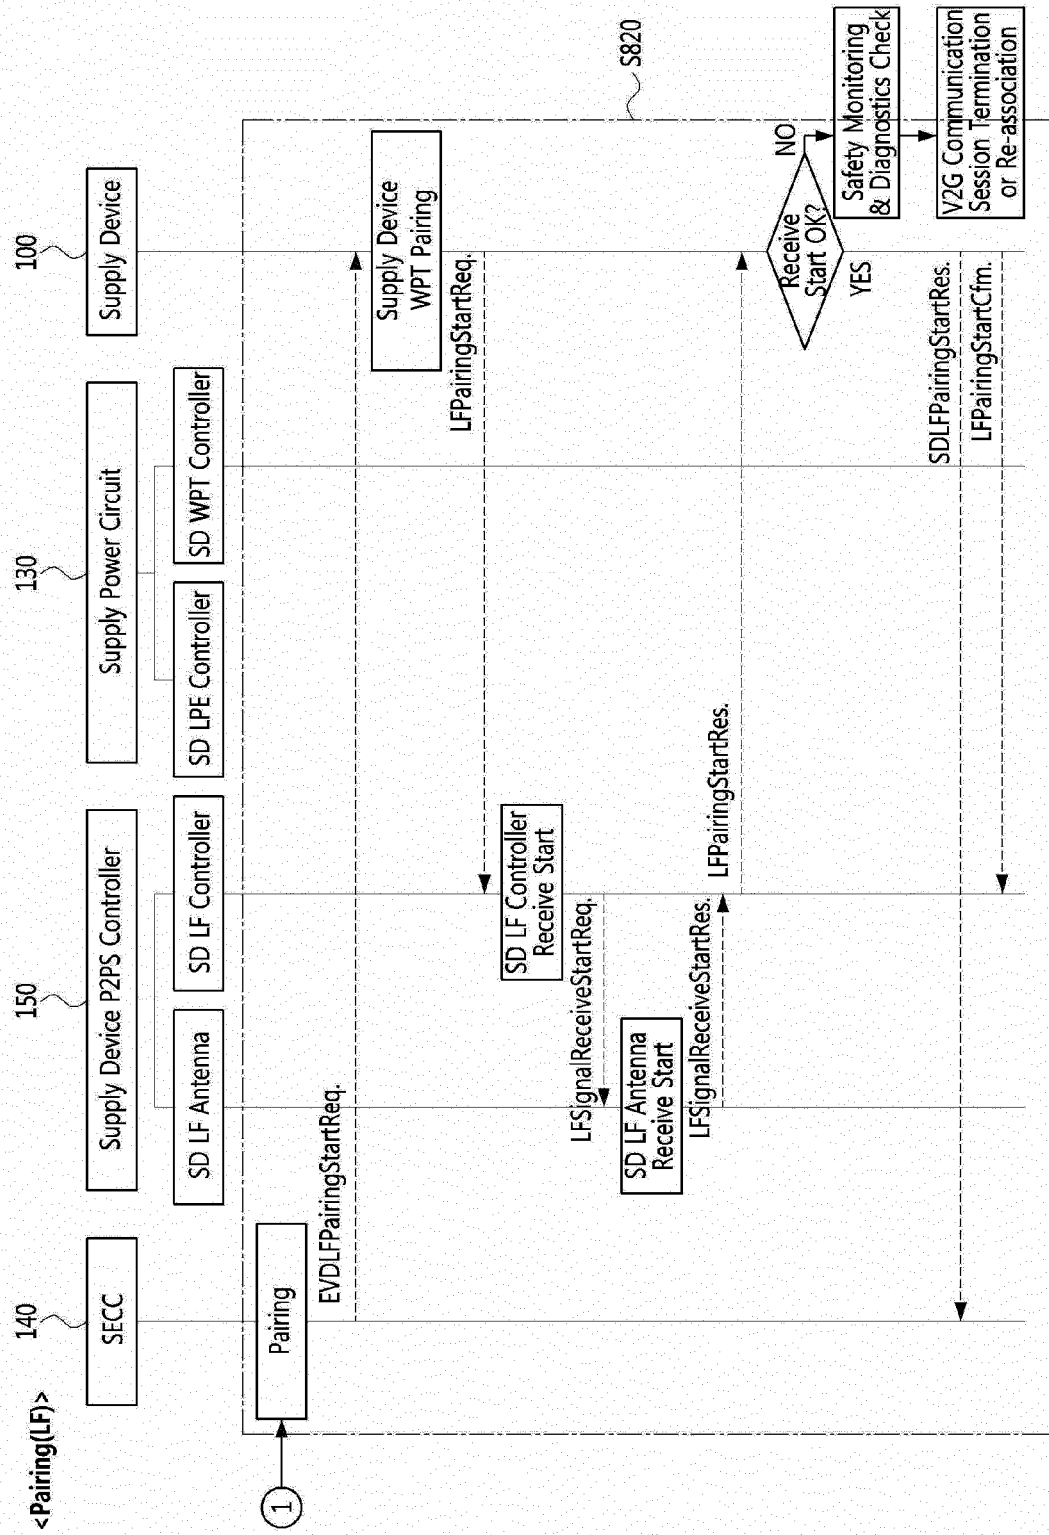 <Pairing(LF)>
140
150
130
100
SECC
Supply Device P2PS Controller
Supply Power Circuit
Supply Device
SD LF Antenna
SD LF Controller
SD LPE Controller
SD WPT Controller
S820
1
Pairing
EVDLFPairingStartReq.
Supply Device
WPT Pairing
LFPairingStartReq.
SD LF Controller
Receive Start
LFSignalReceiveStartReq.
SD LF Antenna
Receive Start
LFSignalReceiveStartRes.
LFPairingStartRes.
Receive
Start OK?
NO
YES
Safety Monitoring
& Diagnostics Check
V2G Communication
Session Termination
or Re-association
SDLFPairingStartRes.
LFPairingStartCfm.